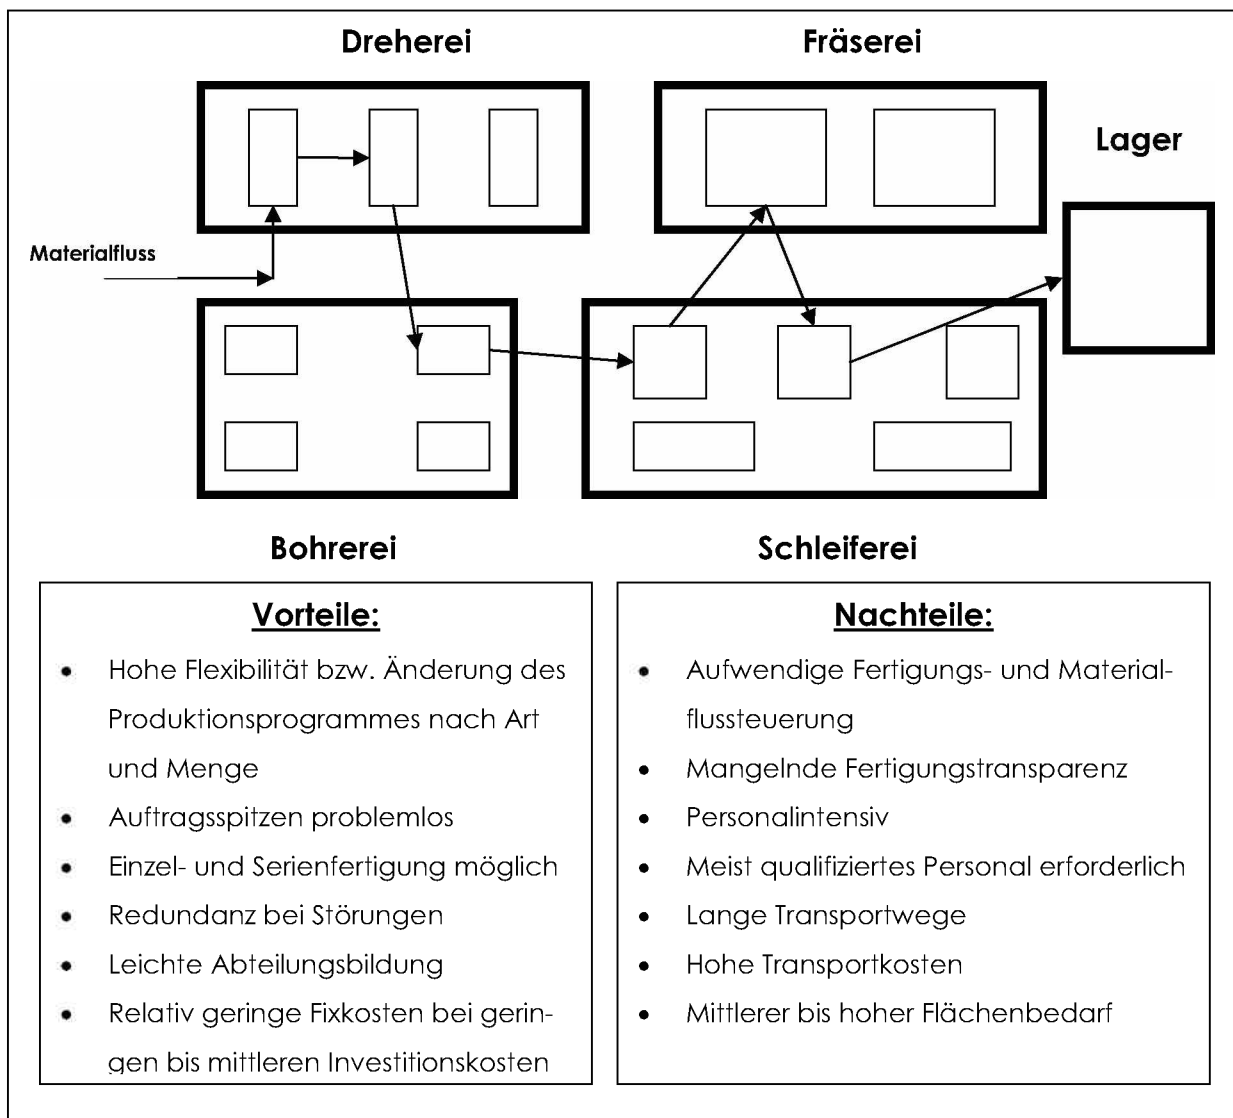 Dreherei
Fräserei
Lager
Materialfluss
Bohrerei
Schleiferei
Vorteile:
• Hohe Flexibilität bzw. Änderung des
Produktionsprogrammes nach Art
und Menge
• Auftragsspitzen problemlos
• Einzel- und Serienfertigung möglich
• Redundanz bei Störungen
• Leichte Abteilungsbildung
• Relativ geringe Fixkosten bei gerin-
gen bis mittleren Investitionskosten
Nachteile:
• Aufwendige Fertigungs- und Material-
flussteuerung
• Mangelnde Fertigungstransparenz
• Personalintensiv
• Meist qualifiziertes Personal erforderlich
• Lange Transportwege
• Hohe Transportkosten
• Mittlerer bis hoher Flächenbedarf